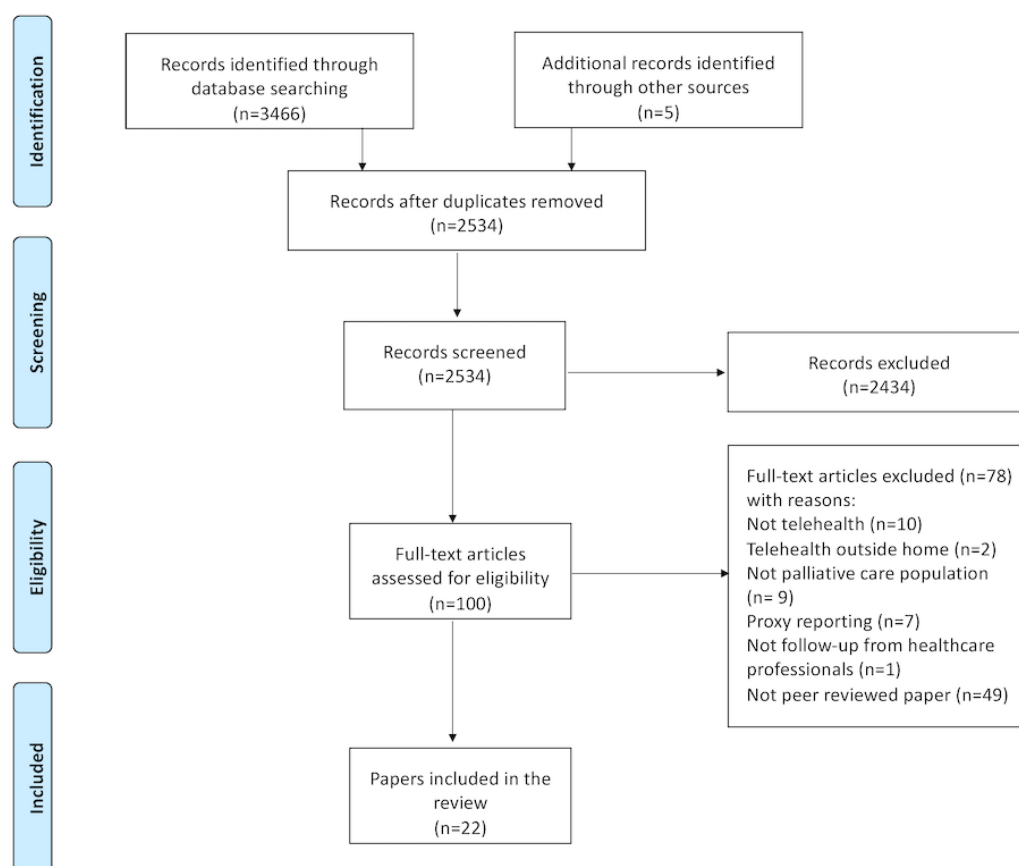 Identification
Records identified through
database searching
(n=3466)
Additional records identified
through other sources
(n=5)
Records after duplicates removed
(n=2534)
Screening
Records screened
(n=2534)
Records excluded
(n=2434)
Eligibility
Full-text articles
assessed for eligibility
(n=100)
Full-text articles excluded (n=78)
with reasons:
Not telehealth (n=10)
Telehealth outside home (n=2)
Not palliative care population
(n= 9)
Proxy reporting (n=7)
Not follow-up from healthcare
professionals (n=1)
Not peer reviewed paper (n=49)
Included
Papers included in the
review
(n=22)